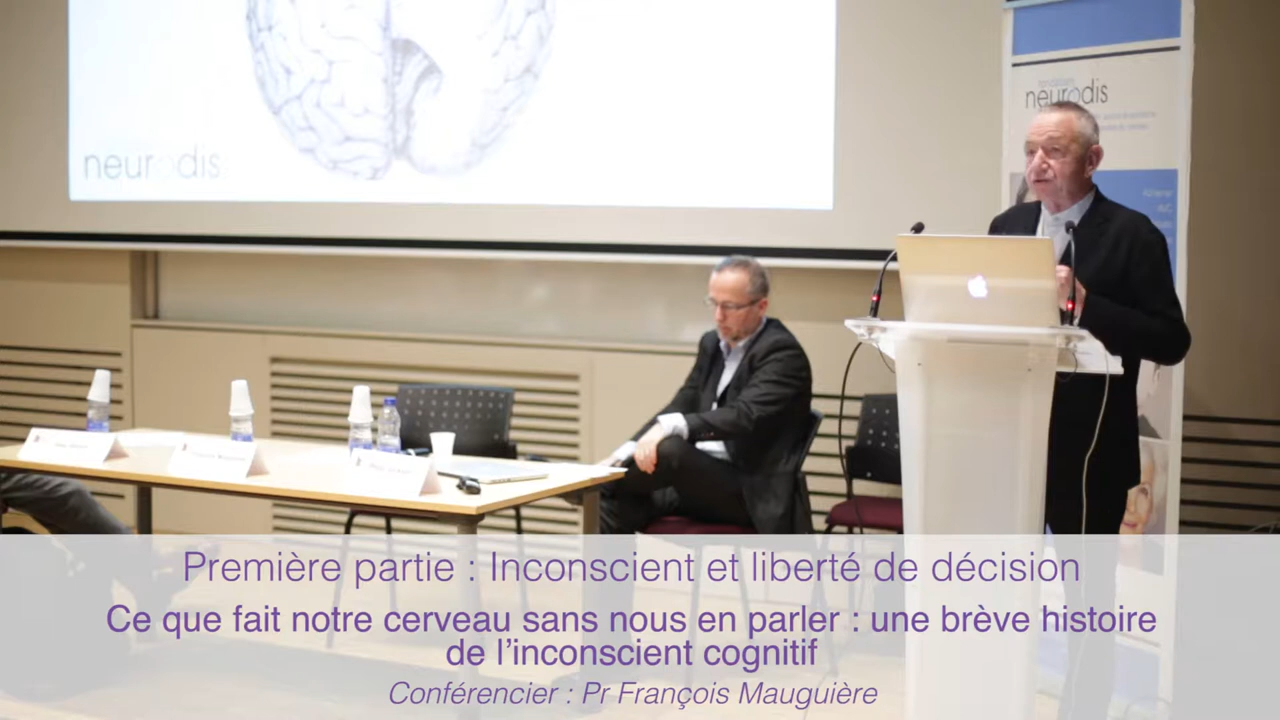 neurodis
neurodis
Première partie : Inconscient et liberté de décision
Ce que fait notre cerveau sans nous en parler : une brève histoire
de l’inconscient cognitif
Conférencier : Pr François Mauguière